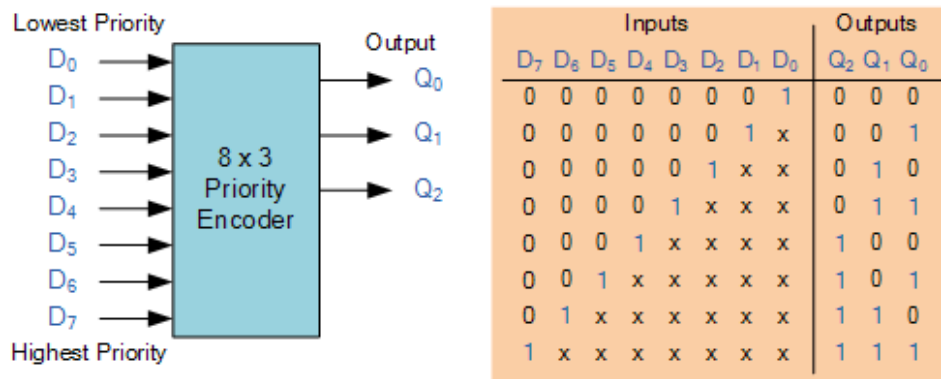 Lowest Priority
D0
D1
D2
D3
D4
D5
D6
D7
Highest Priority
8 x 3
Priority
Encoder
Output
Q0
Q1
Q2
Inputs Outputs
D7 D6 D5 D4 D3 D2 D1 D0 Q2 Q1 Q0
0 0 0 0 0 0 0 1 0 0 0
0 0 0 0 0 0 1 x 0 0 1
0 0 0 0 0 1 x x 0 1 0
0 0 0 0 1 x x x 0 1 1
0 0 0 1 x x x x 1 0 0
0 0 1 x x x x x 1 0 1
0 1 x x x x x x 1 1 0
1 x x x x x x x 1 1 1